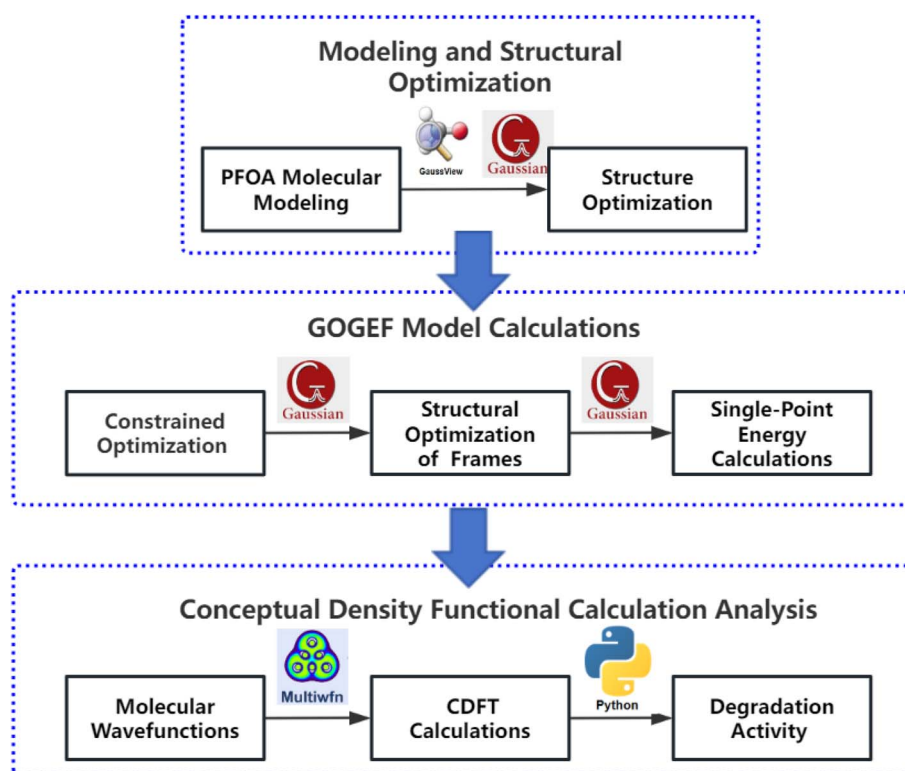 Modeling and Structural
Optimization
GaussView
Gaussian
PFOA Molecular
Modeling
Structure
Optimization
GOGEF Model Calculations
Gaussian
Gaussian
Constrained
Optimization
Structural
Optimization
of Frames
Single-Point
Energy
Calculations
Conceptual Density Functional Calculation Analysis
Multiwfn
Python
Molecular
Wavefunctions
CDFT
Calculations
Degradation
Activity